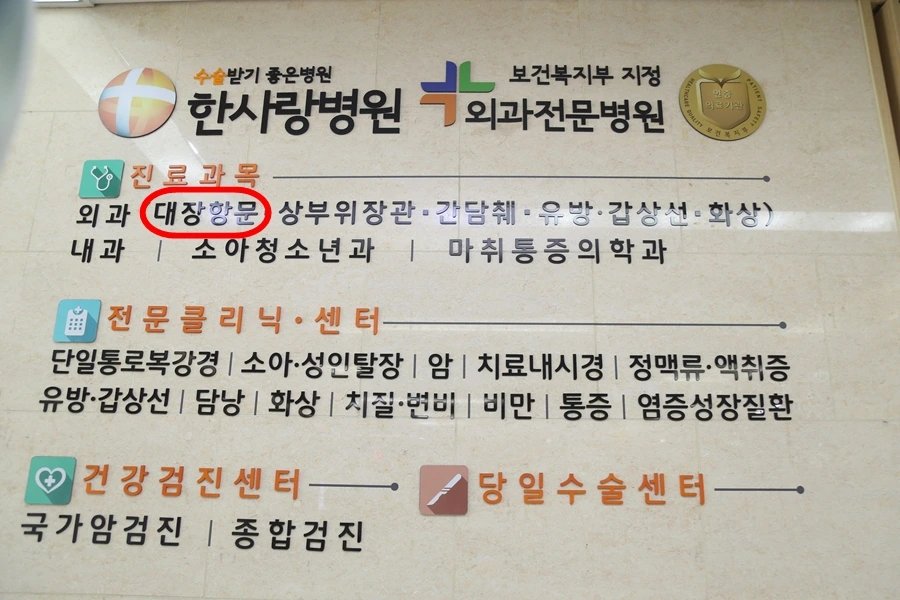 수술받기 좋은병원
한사랑병원
보건복지부 지정
외과전문병원
인증
의료기관
진료과목
외과 대장항문 상부위장관·간담췌·유방·갑상선·화상)
내과 | 소아청소년과 | 마취통증의학과
전문클리닉·센터
단일통로복강경 | 소아·성인탈장 | 암 | 치료내시경 | 정맥류·액취증
유방·갑상선 | 담낭 | 화상 | 치질·변비 | 비만 | 통증 | 염증성장질환
건강검진센터
국가암검진 | 종합검진
당일수술센터